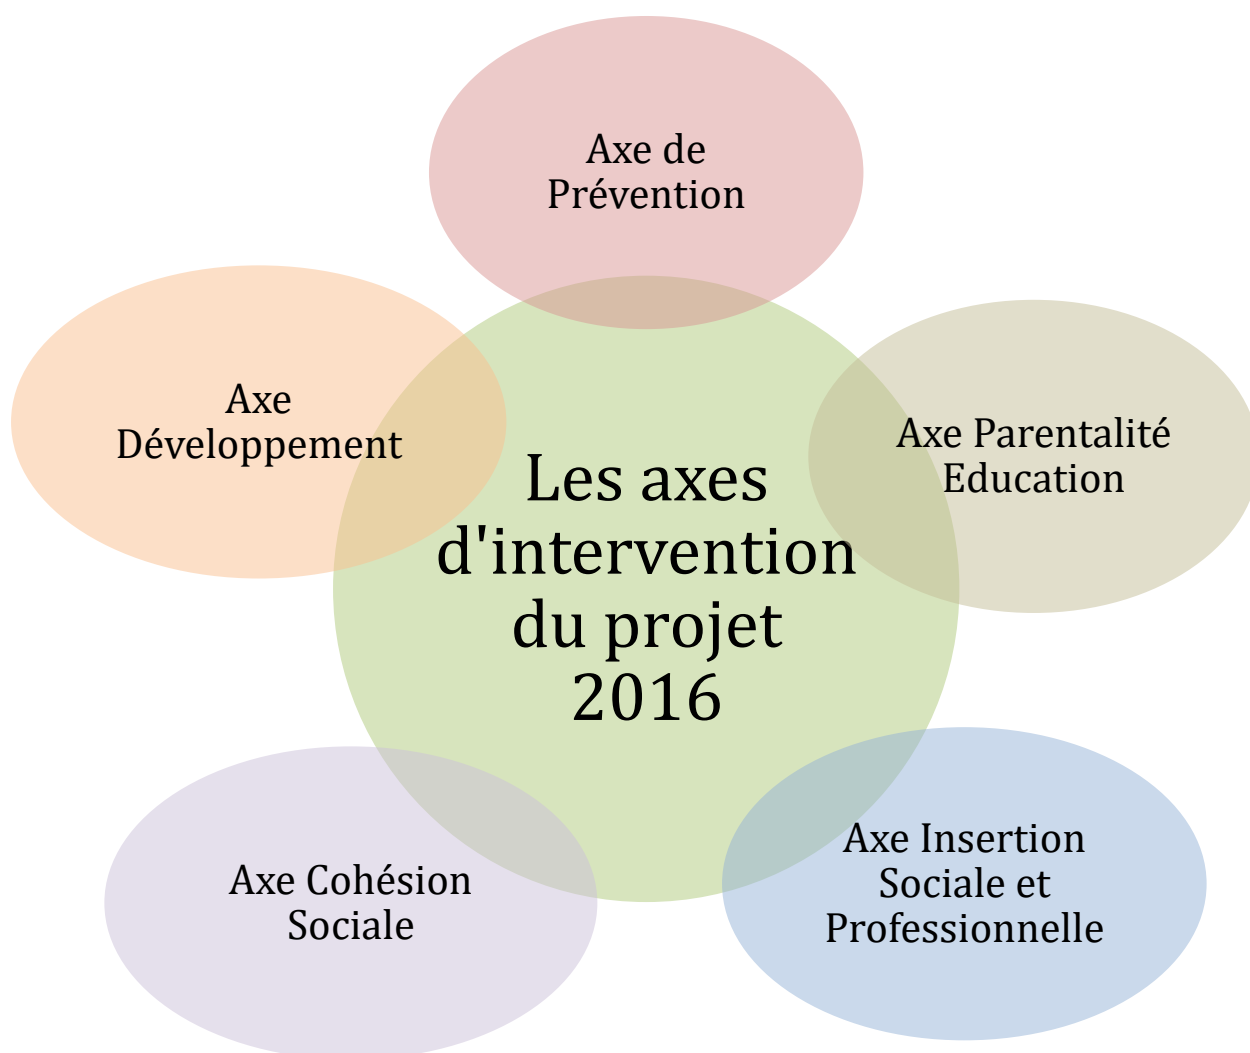 Axe de
Prévention
Axe
Développement
Axe Parentalité
Education
Les axes
d'intervention
du projet
2016
Axe Cohésion
Sociale
Axe Insertion
Sociale et
Professionnelle